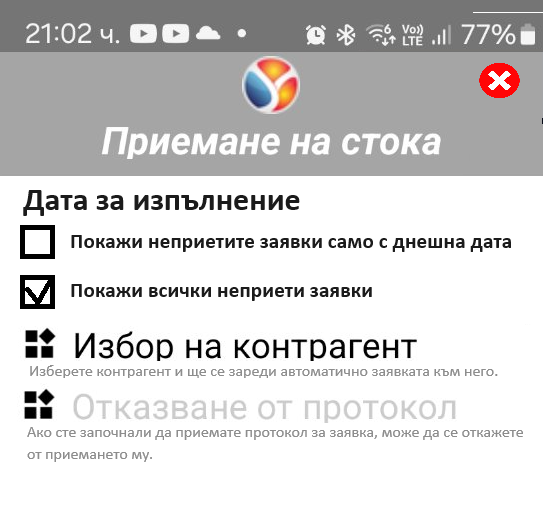 21:02 ч. Vo)) LTE 77%
Приемане на стока
Дата за изпълнение
Покажи неприетите заявки само с днешна дата
Покажи всички неприети заявки
Избор на контрагент
Изберете контрагент и ще се зареди автоматично заявката към него.
Отказване от протокол
Ако сте започнали да приемате протокол за заявка, може да се откажете
от приемането му.